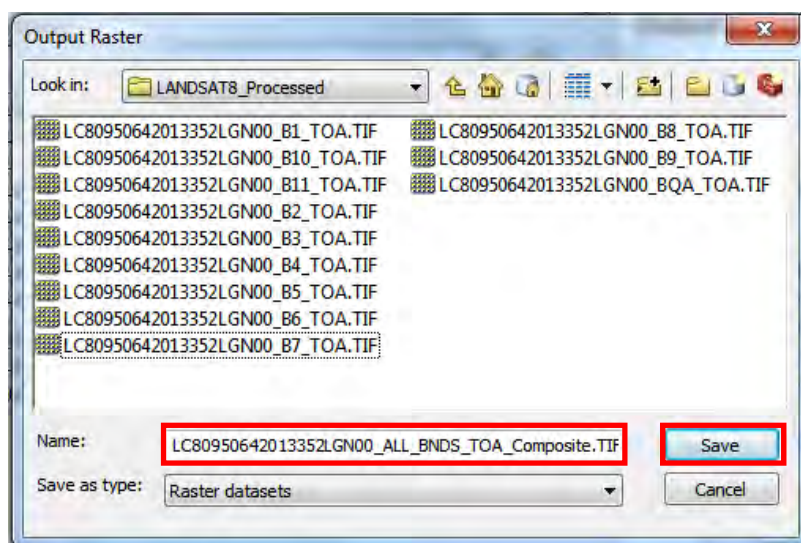 Output Raster
Look in:
LANDSAT8_Processed
LC80950642013352LGN00_B1_TOA.TIF
LC80950642013352LGN00_B10_TOA.TIF
LC80950642013352LGN00_B11_TOA.TIF
LC80950642013352LGN00_B2_TOA.TIF
LC80950642013352LGN00_B3_TOA.TIF
LC80950642013352LGN00_B4_TOA.TIF
LC80950642013352LGN00_B5_TOA.TIF
LC80950642013352LGN00_B6_TOA.TIF
LC80950642013352LGN00_B7_TOA.TIF
LC80950642013352LGN00_B8_TOA.TIF
LC80950642013352LGN00_B9_TOA.TIF
LC80950642013352LGN00_BQA_TOA.TIF
Name:
LC80950642013352LGN00_ALL_BNDS_TOA_Composite.TIF
Save
Save as type:
Raster datasets
Cancel